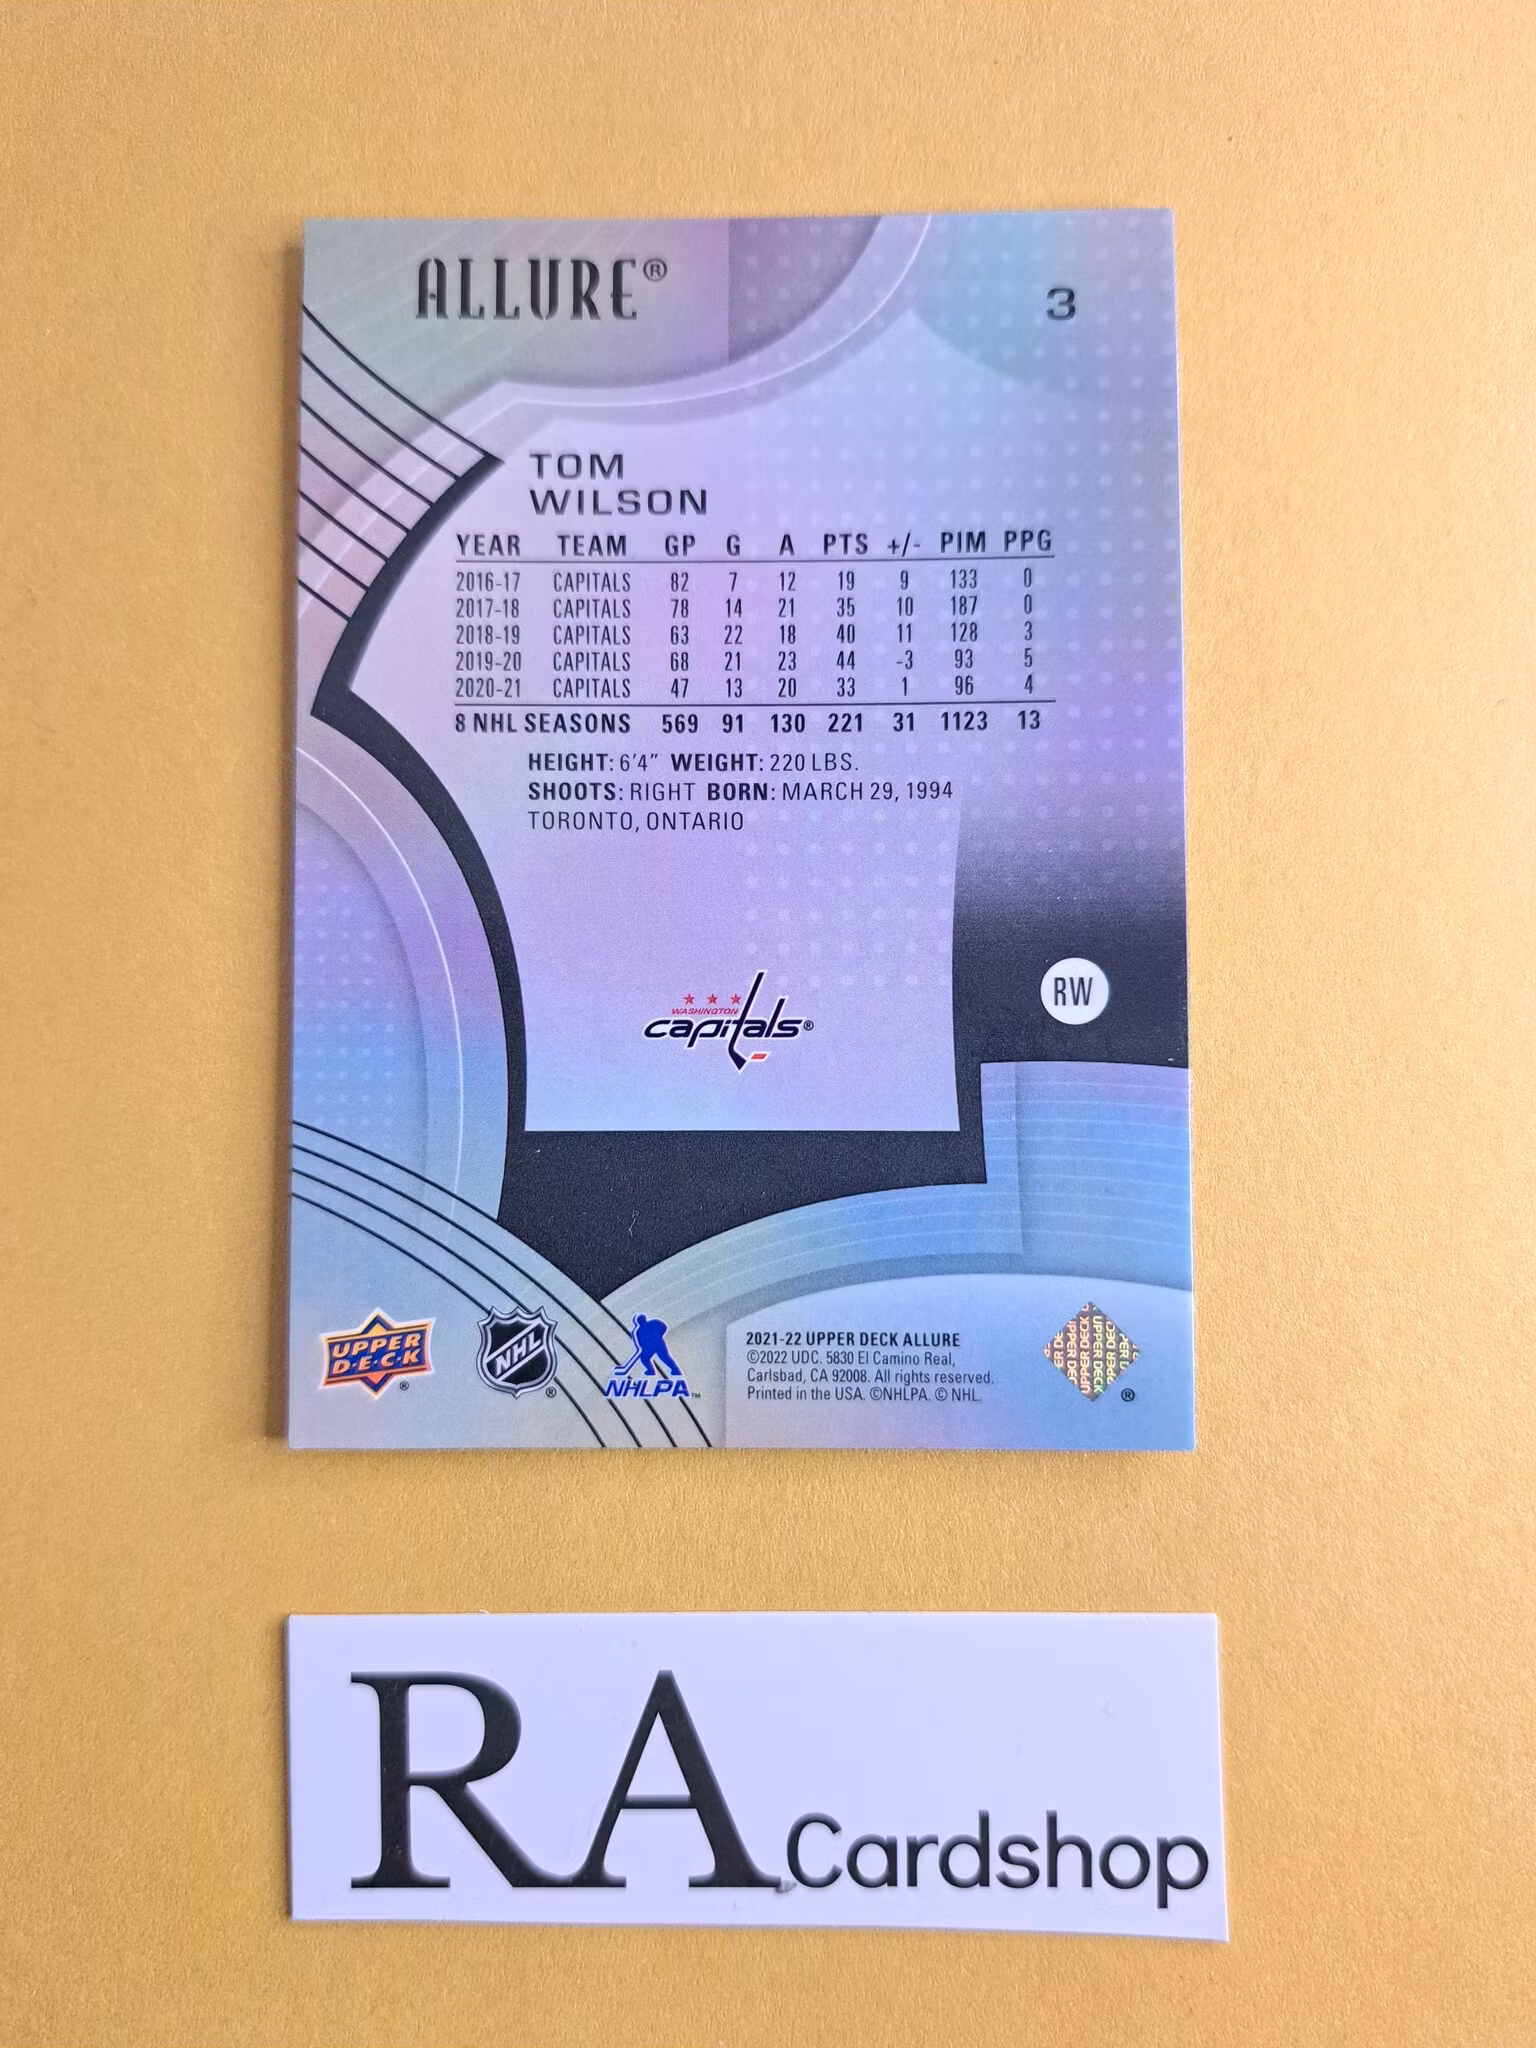 ALLURE®
3
TOM
WILSON
YEAR TEAM GP G A PTS +/- PIM PPG
2016-17 CAPITALS 82 7 12 19 9 133 0
2017-18 CAPITALS 78 14 21 35 10 187 0
2018-19 CAPITALS 63 22 18 40 11 128 3
2019-20 CAPITALS 68 21 23 44 -3 93 5
2020-21 CAPITALS 47 13 20 33 1 96 4
8 NHL SEASONS 569 91 130 221 31 1123 13
HEIGHT: 6'4" WEIGHT: 220 LBS.
SHOOTS: RIGHT BORN: MARCH 29, 1994
TORONTO, ONTARIO
RW
WASHINGTON
capitals®
UPPER
D·E·C·K®
NHL®
NHLPA™
2021-22 UPPER DECK ALLURE
©2022 UDC. 5830 El Camino Real,
Carlsbad, CA 92008. All rights reserved.
Printed in the USA. ©NHLPA. © NHL.
UPPER DECK
®
RA Cardshop